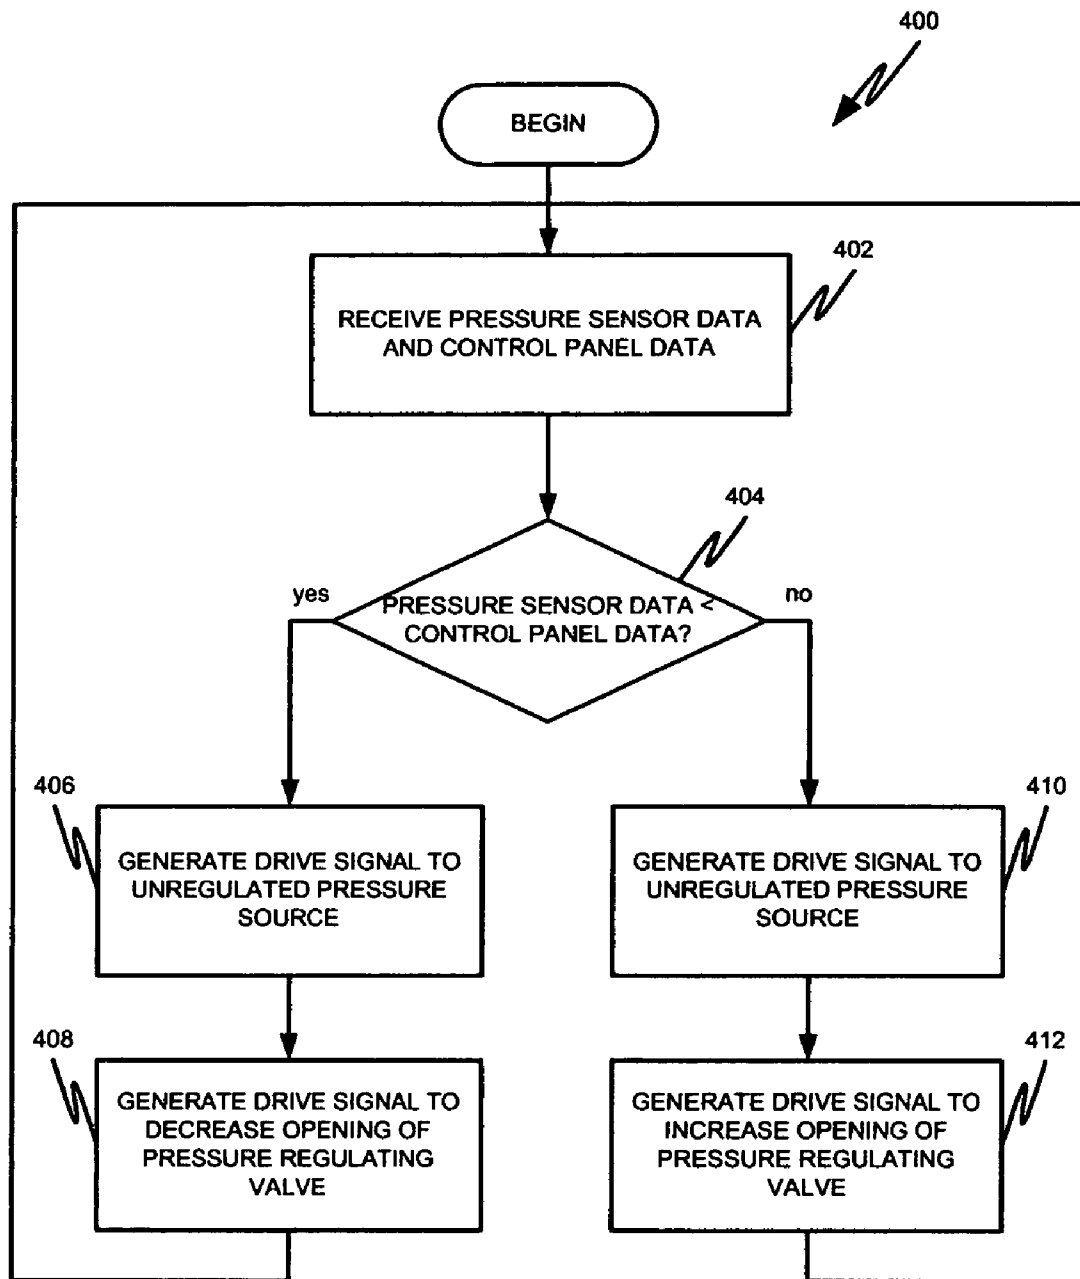 400
BEGIN
402
RECEIVE PRESSURE SENSOR DATA
AND CONTROL PANEL DATA
404
yes
PRESSURE SENSOR DATA <
CONTROL PANEL DATA?
no
406
GENERATE DRIVE SIGNAL TO
UNREGULATED PRESSURE
SOURCE
410
GENERATE DRIVE SIGNAL TO
UNREGULATED PRESSURE
SOURCE
408
GENERATE DRIVE SIGNAL TO
DECREASE OPENING OF
PRESSURE REGULATING
VALVE
412
GENERATE DRIVE SIGNAL TO
INCREASE OPENING OF
PRESSURE REGULATING
VALVE